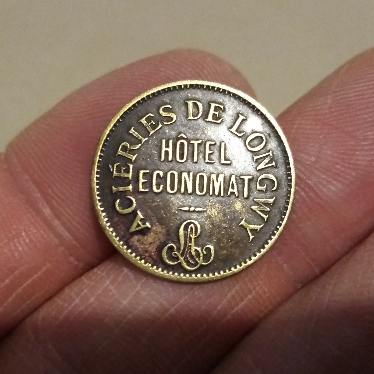 ACIÉRIES DE LONGWY
HÔTEL
ECONOMAT